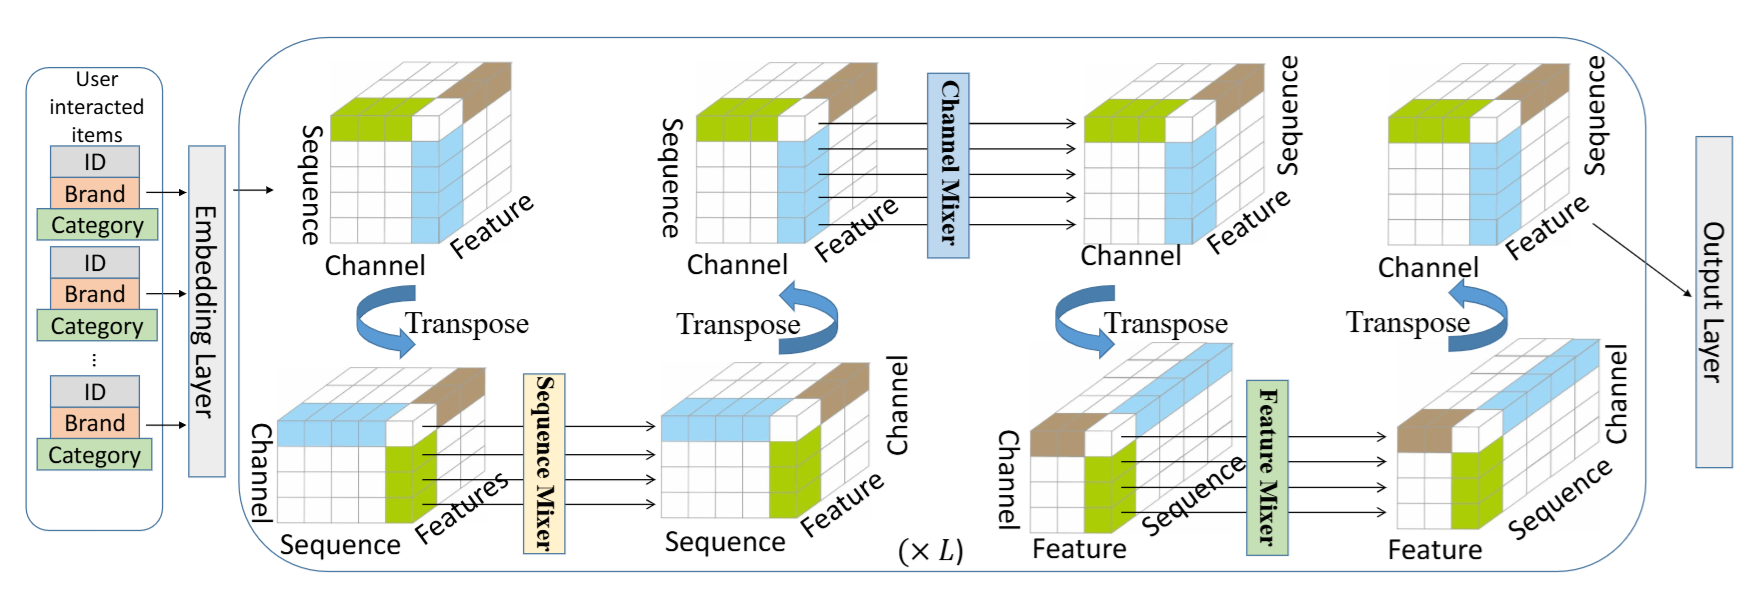 User
interacted
items
ID
Brand
Category
ID
Brand
Category
...
ID
Brand
Category
Embedding Layer
Sequence
Channel
Feature
Transpose
Channel
Sequence
Features
Sequence Mixer
Channel
Sequence
Feature
Transpose
Sequence
Channel
Feature
Channel Mixer
Sequence
Channel
Feature
Transpose
Channel
Feature
Sequence
Feature Mixer
Channel
Feature
Sequence
Transpose
Sequence
Channel
Feature
(× L)
Output Layer